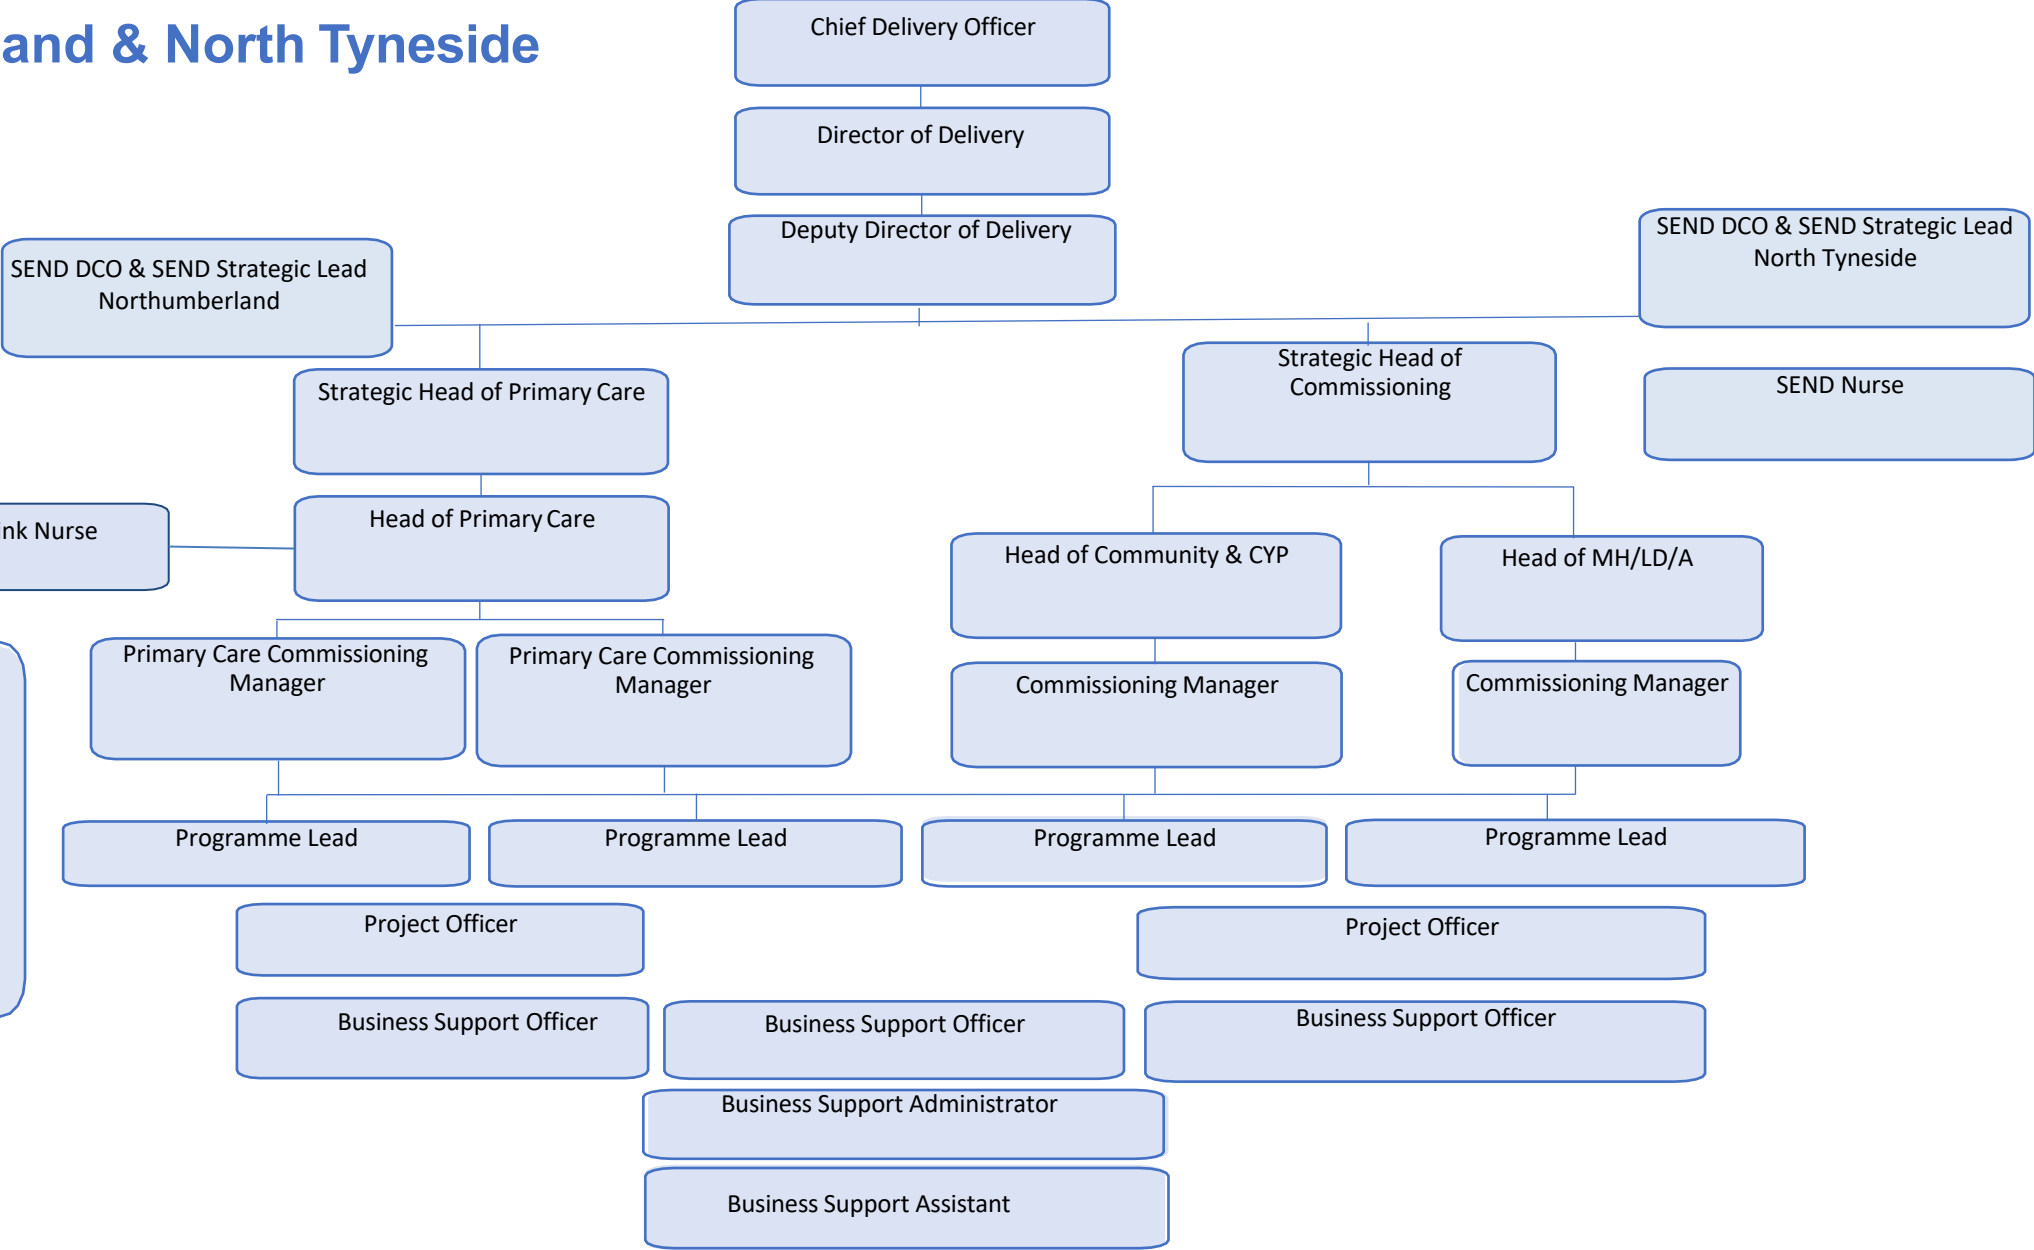 and & North Tyneside
Chief Delivery Officer
Director of Delivery
Deputy Director of Delivery
SEND DCO & SEND Strategic Lead
Northumberland
SEND DCO & SEND Strategic Lead
North Tyneside
Strategic Head of Primary Care
Strategic Head of
Commissioning
SEND Nurse
Nurse
Head of Primary Care
Head of Community & CYP
Head of MH/LD/A
Primary Care Commissioning
Manager
Primary Care Commissioning
Manager
Commissioning Manager
Commissioning Manager
Programme Lead
Programme Lead
Programme Lead
Programme Lead
Project Officer
Project Officer
Business Support Officer
Business Support Officer
Business Support Officer
Business Support Administrator
Business Support Assistant